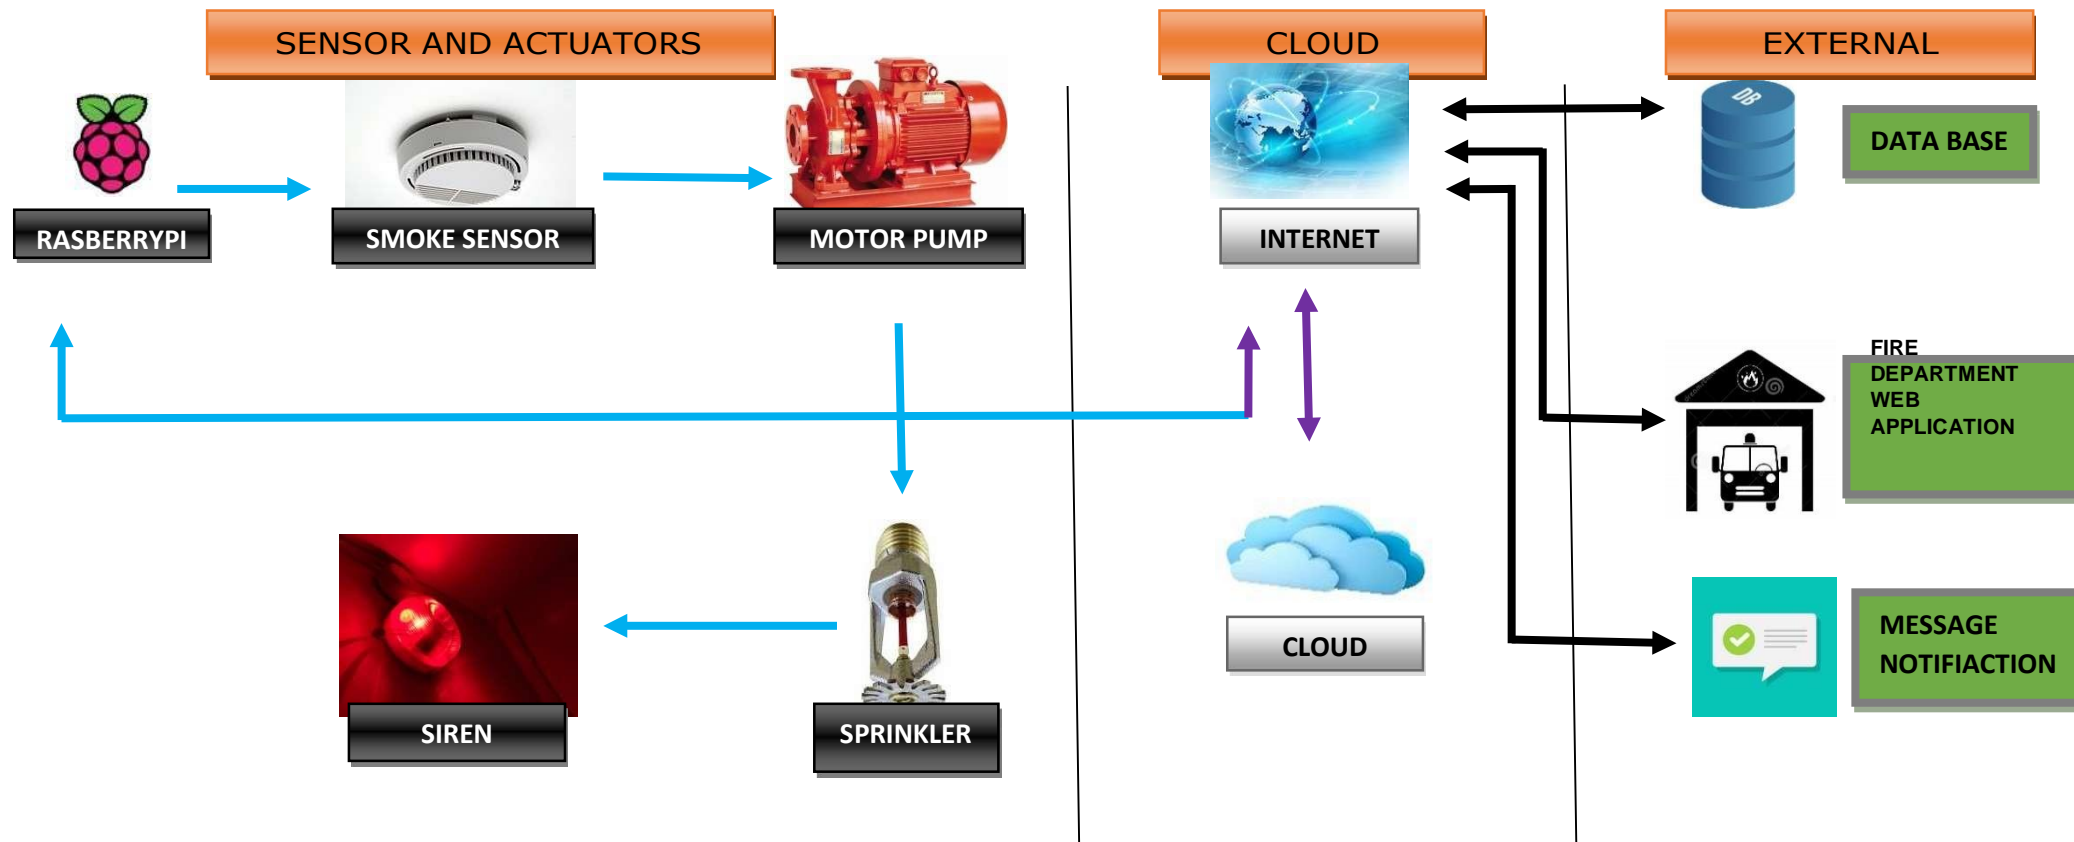 SENSOR AND ACTUATORS
CLOUD
EXTERNAL
DB
DATA BASE
RASBERRYPI
SMOKE SENSOR
MOTOR PUMP
INTERNET
FIRE
DEPARTMENT
WEB
APPLICATION
CLOUD
MESSAGE
NOTIFIACTION
SIREN
SPRINKLER